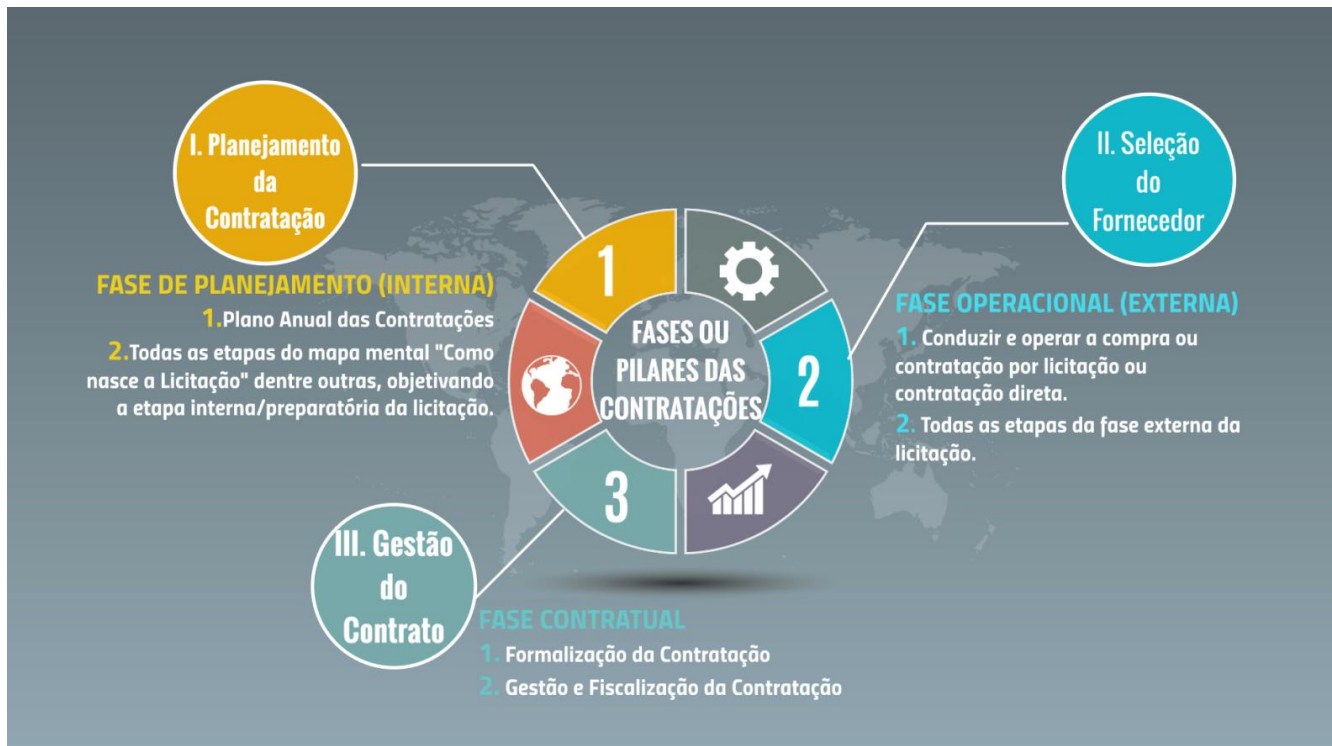 I. Planejamento
da
Contratação
FASE DE PLANEJAMENTO (INTERNA)
1.Plano Anual das Contratações
2.Todas as etapas do mapa mental "Como
nasce a Licitação" dentre outras, objetivando
a etapa interna/preparatória da licitação.
1
FASES OU
PILARES DAS
CONTRATAÇÕES
2
3
II. Seleção
do
Fornecedor
FASE OPERACIONAL (EXTERNA)
1. Conduzir e operar a compra ou
contratação por licitação ou
contratação direta.
2. Todas as etapas da fase externa da
licitação.
III. Gestão
do
Contrato
FASE CONTRATUAL
1. Formalização da Contratação
2. Gestão e Fiscalização da Contratação